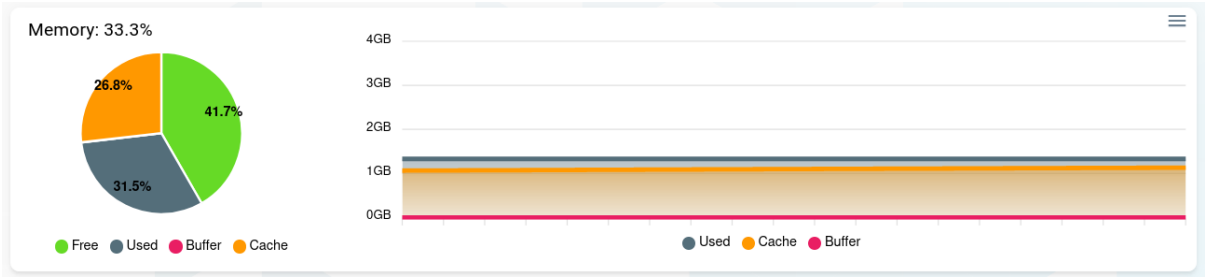 Memory: 33.3%
26.8%
41.7%
31.5%
Free Used Buffer Cache
4GB
3GB
2GB
1GB
0GB
Used Cache Buffer